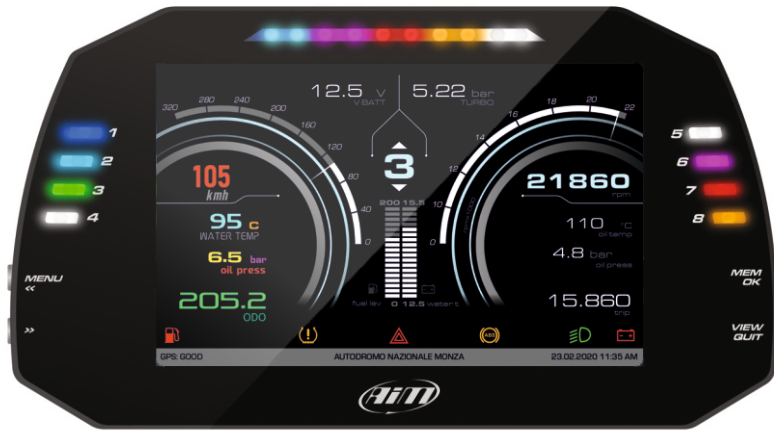 12.5 V
V BATT
5.22 bar
TURBO
320 280 240 200 160 120 80 40 0
22 20 18 16 14 12 10 0
3
105
kmh
95 C
WATER TEMP
6.5 bar
oil press
205.2
ODO
200 15.5
fuel lev 0 12.5 water t
21860
rpm
110 °C
oil temp
4.8 bar
oil press
15.860
trip
ABS
GPS: GOOD
AUTODROMO NAZIONALE MONZA
23.02.2020 11:35 AM
1
2
3
4
5
6
7
8
MENU
<<
>>
MEM
OK
VIEW
QUIT
AiM